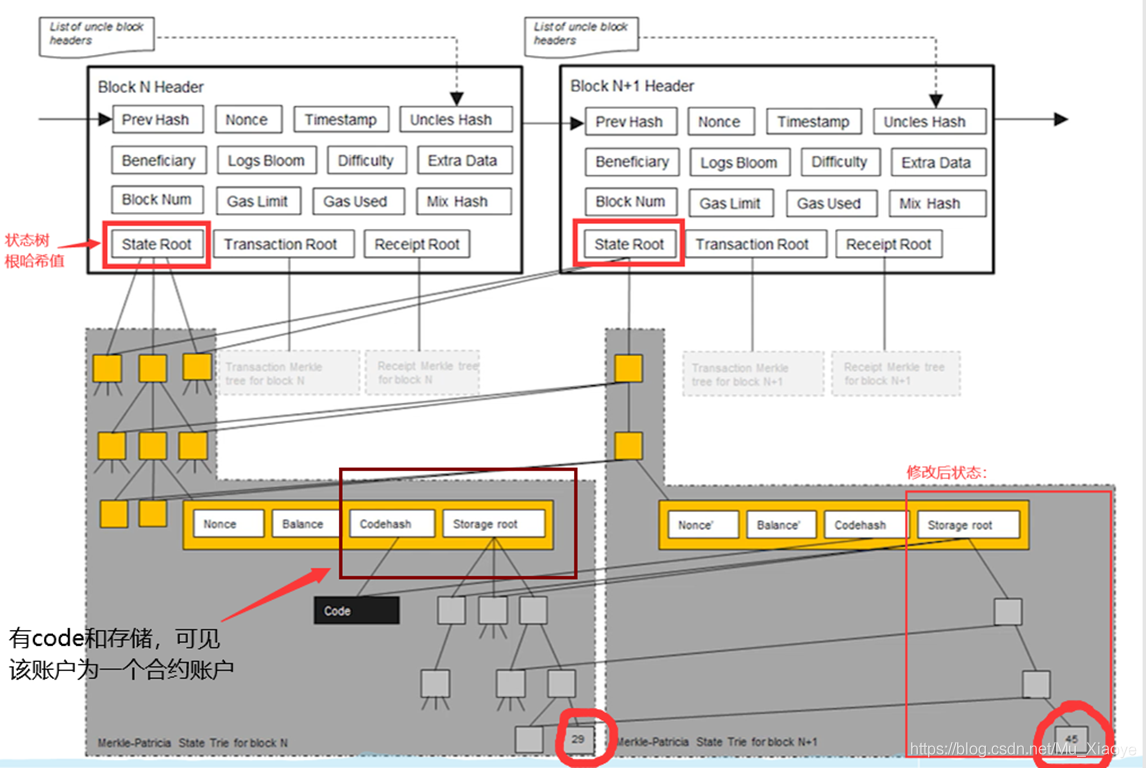 List of uncle block
headers
List of uncle block
headers
Block N Header
Prev Hash
Nonce
Timestamp
Uncles Hash
Beneficiary
Logs Bloom
Difficulty
Extra Data
Block Num
Gas Limit
Gas Used
Mix Hash
State Root
Transaction Root
Receipt Root
Block N+1 Header
Prev Hash
Nonce
Timestamp
Uncles Hash
Beneficiary
Logs Bloom
Difficulty
Extra Data
Block Num
Gas Limit
Gas Used
Mix Hash
State Root
Transaction Root
Receipt Root
状态树
根哈希值
Transaction Merkle
tree for block N
Receipt Merkle tree
for block N
Transaction Merkle
tree for block N+1
Receipt Merkle tree
for block N+1
修改后状态:
Nonce
Balance
Codehash
Storage root
Nonce'
Balance'
Codehash
Storage root
Code
有code和存储，可见
该账户为一个合约账户
29
45
Merkle-Patricia State Trie for block N
Merkle-Patricia State Trie for block N+1
https://blog.csdn.net/Mu_Xiaoye